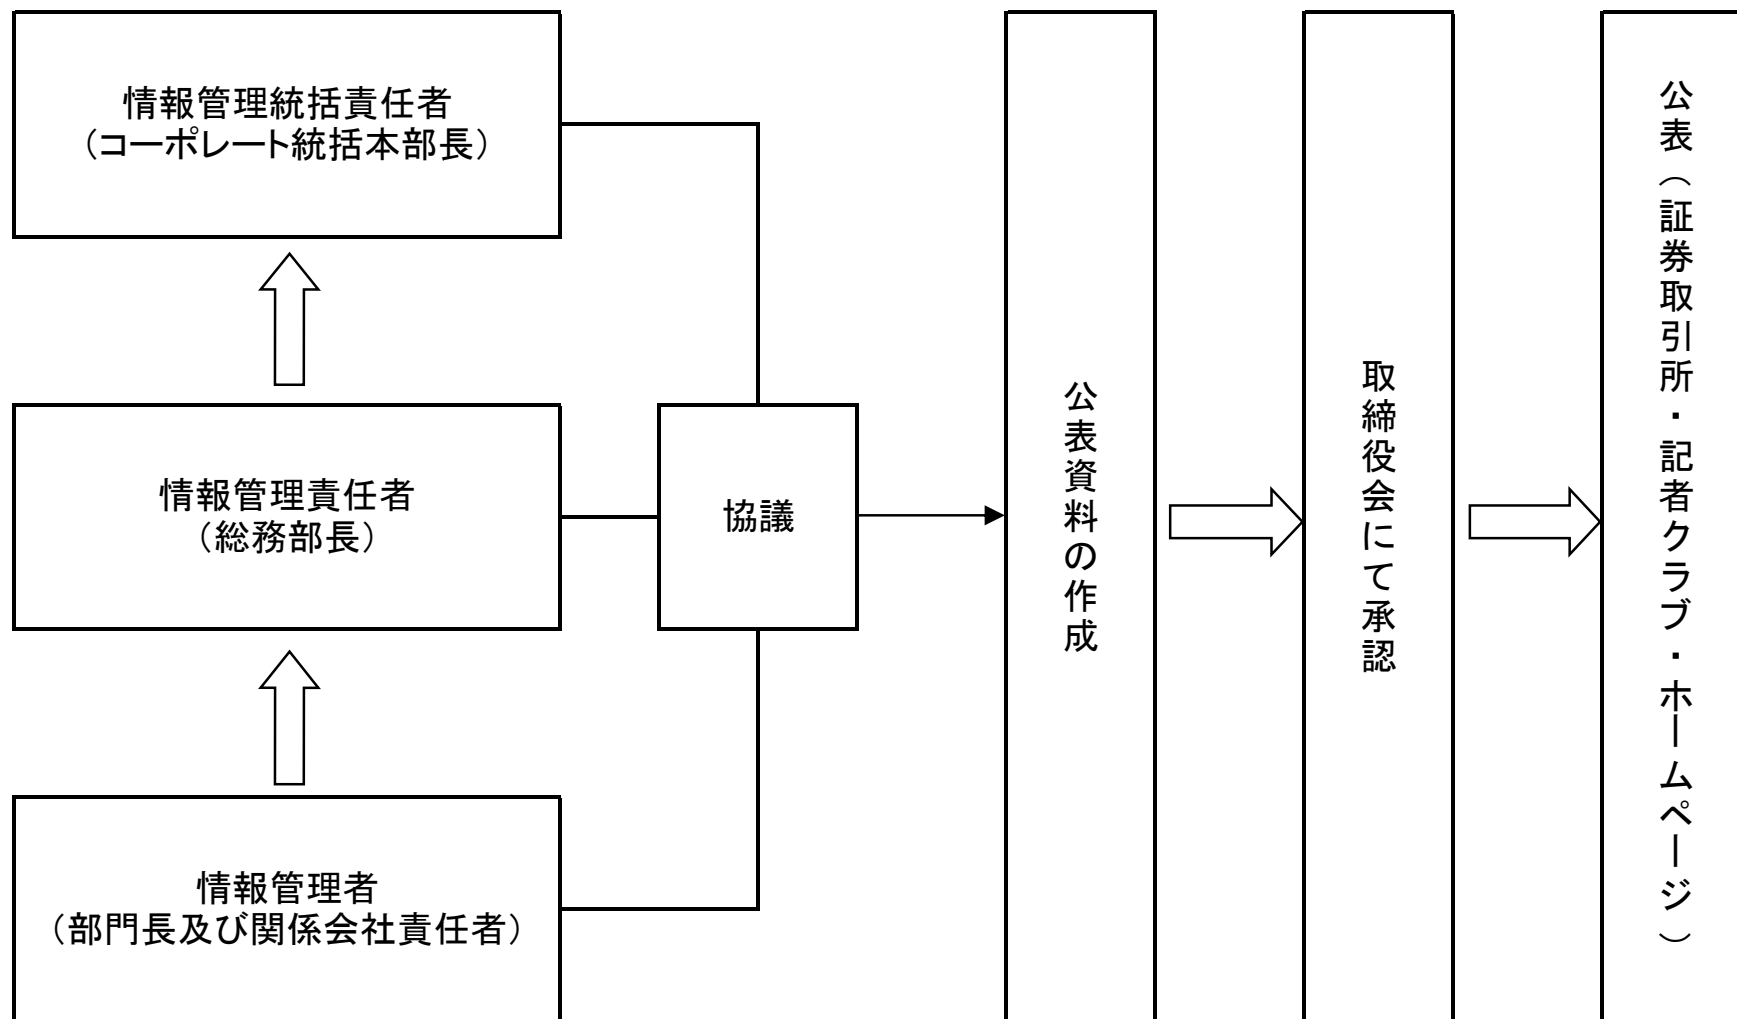 情報管理統括責任者
（コーポレート統括本部長）
情報管理責任者
（総務部長）
情報管理者
（部門長及び関係会社責任者）
協議
公表資料の作成
取締役会にて承認
公表（証券取引所・記者クラブ・ホームページ）